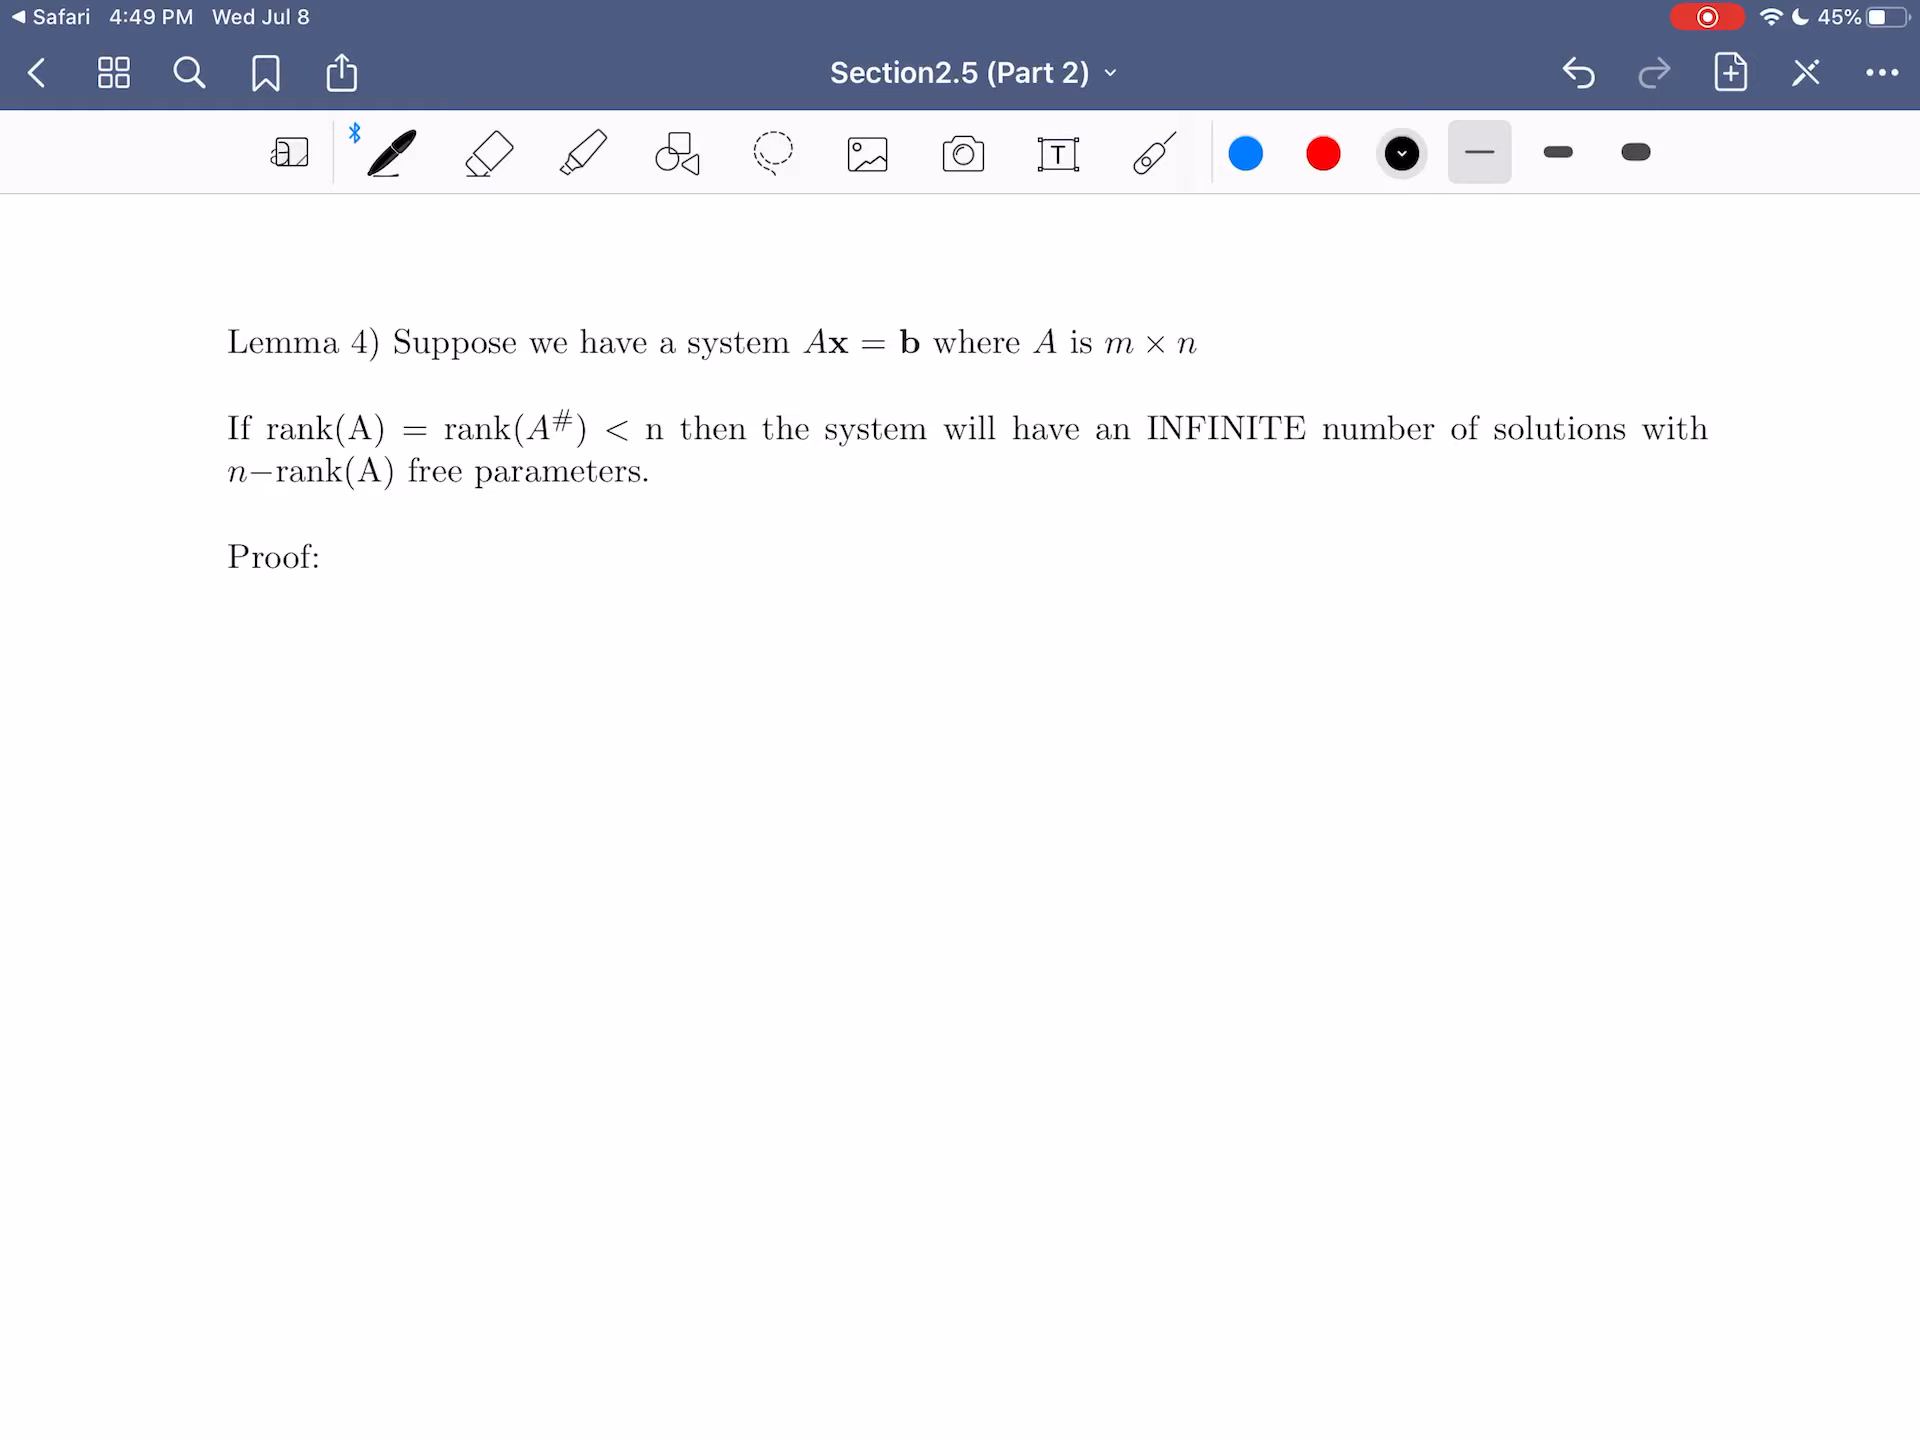 ◀ Safari 4:49 PM Wed Jul 8 45%
Section2.5 (Part 2)
Lemma 4) Suppose we have a system Ax = b where A is m × n
If rank(A) = rank(A^#) < n then the system will have an INFINITE number of solutions with
n−rank(A) free parameters.
Proof: